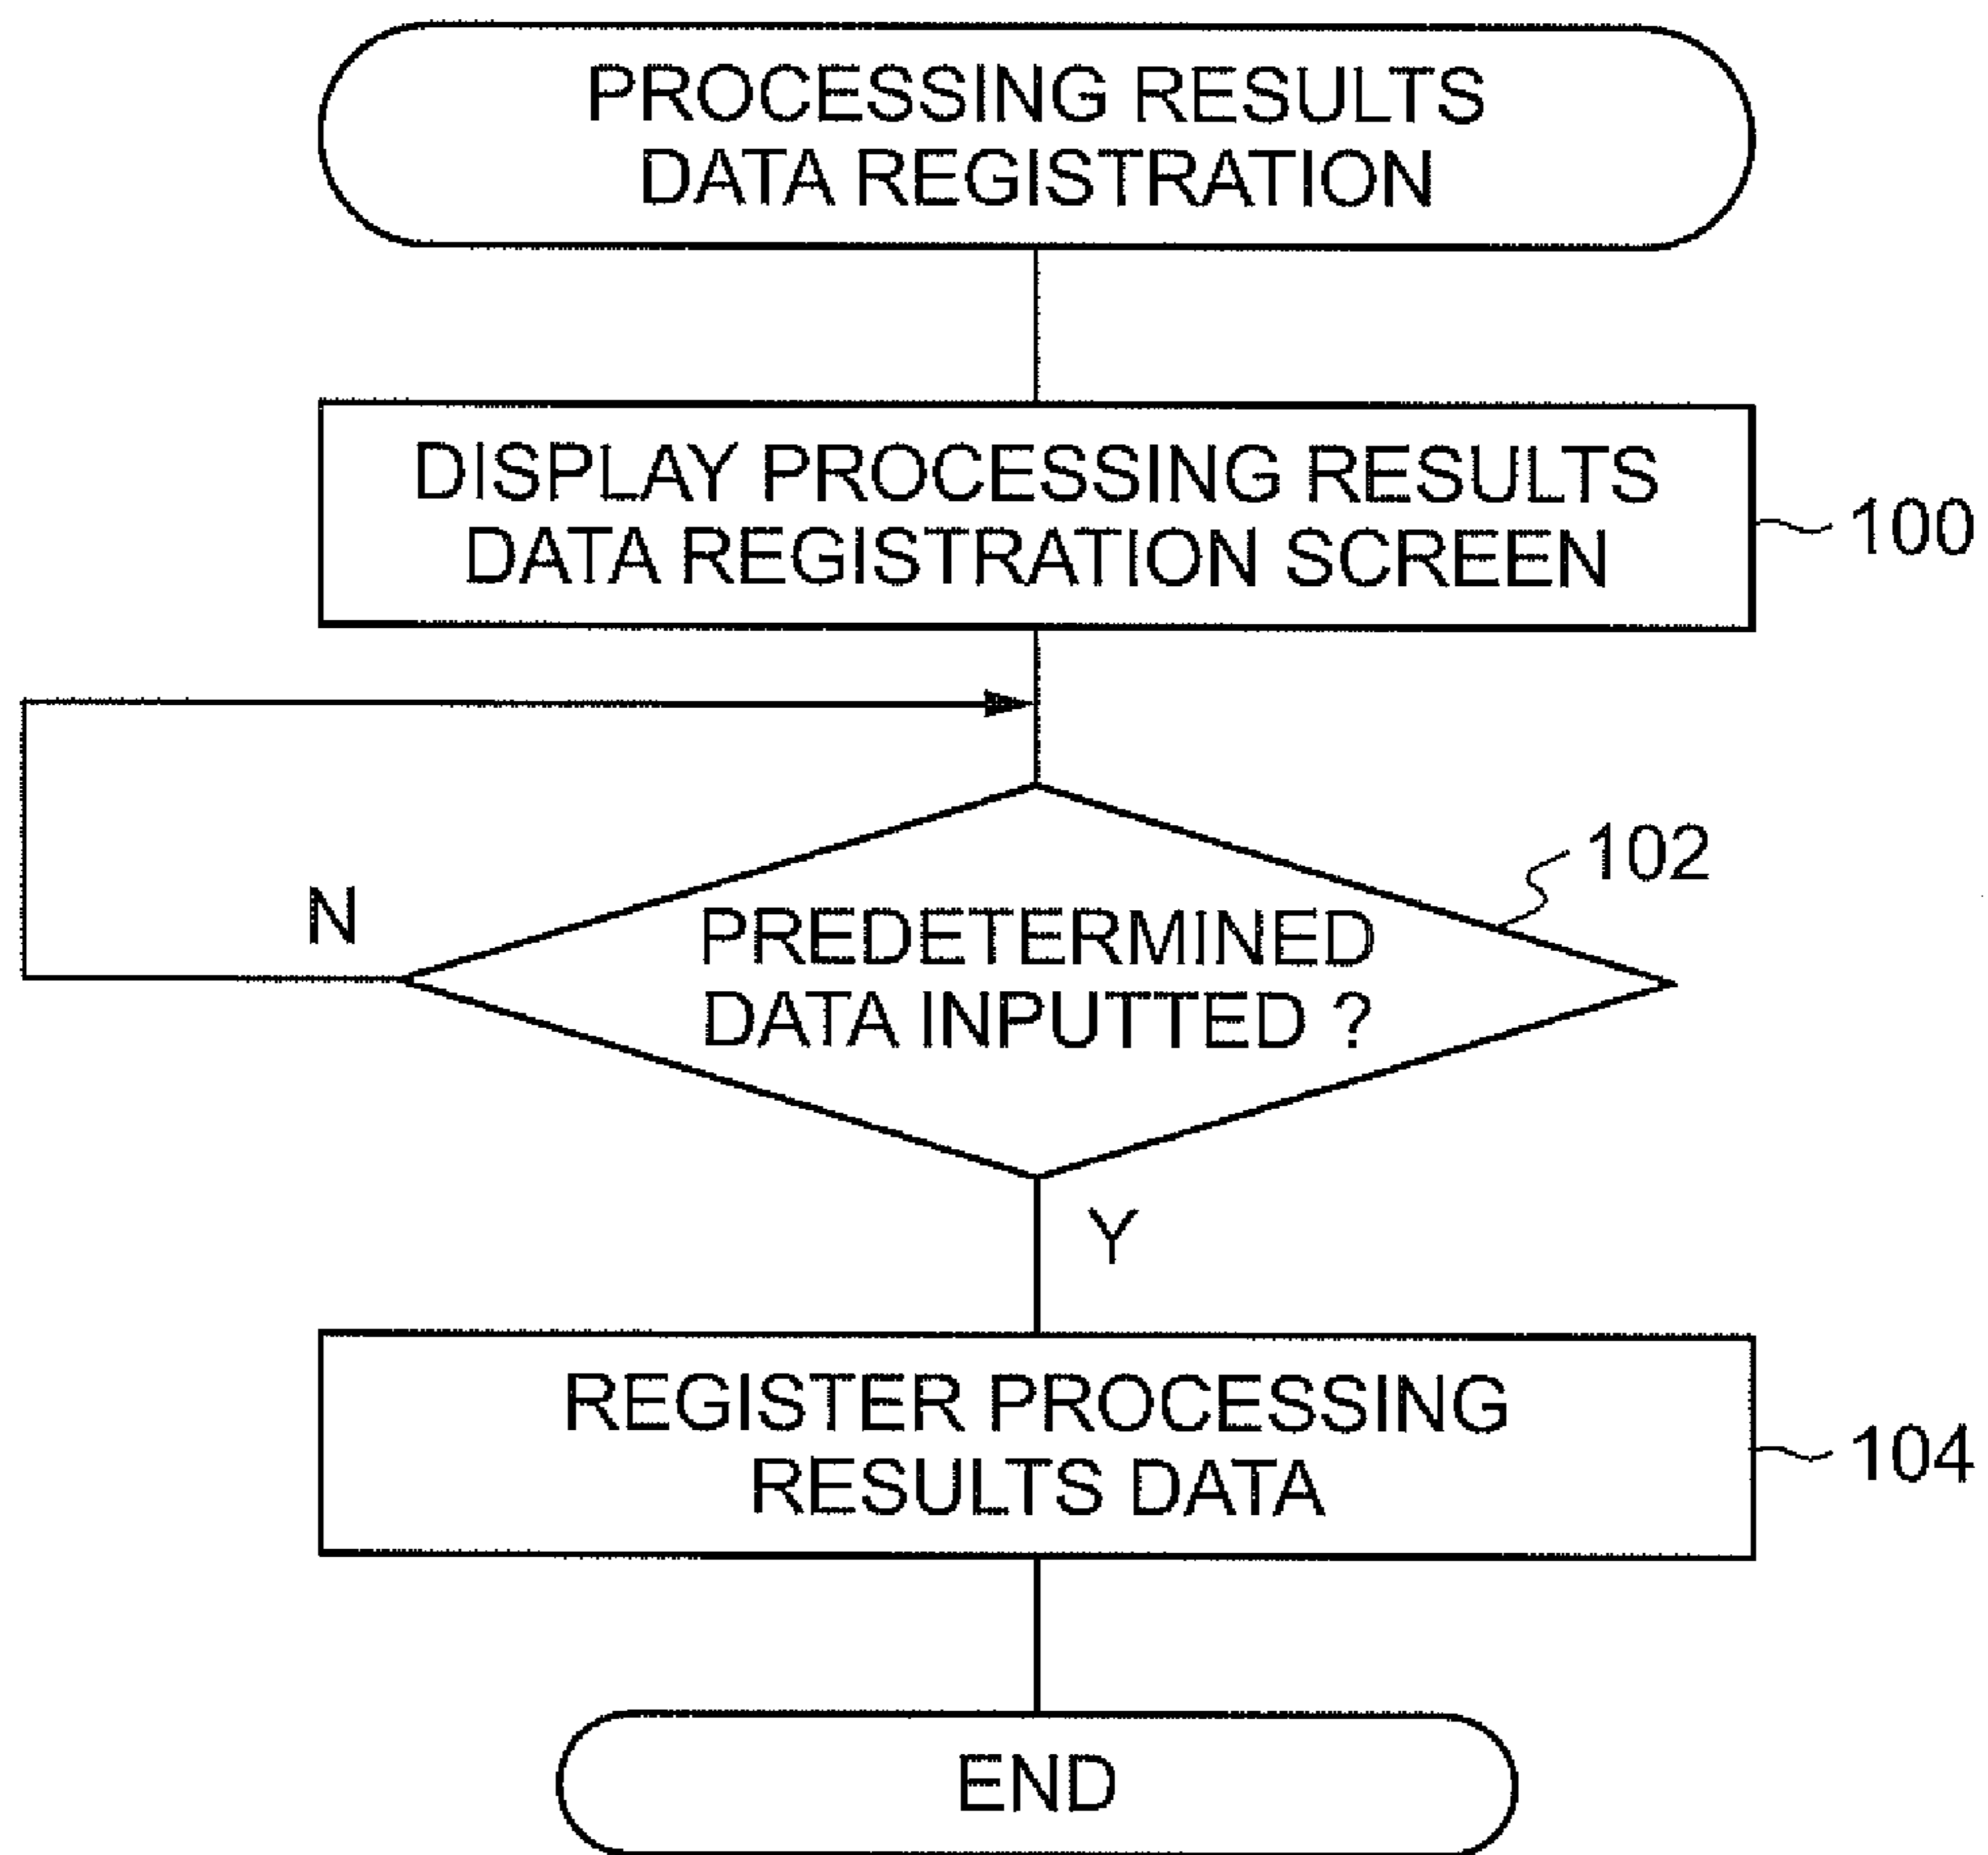 PROCESSING RESULTS
DATA REGISTRATION
DISPLAY PROCESSING RESULTS
DATA REGISTRATION SCREEN
100
102
N
PREDETERMINED
DATA INPUTTED ?
Y
REGISTER PROCESSING
RESULTS DATA
104
END